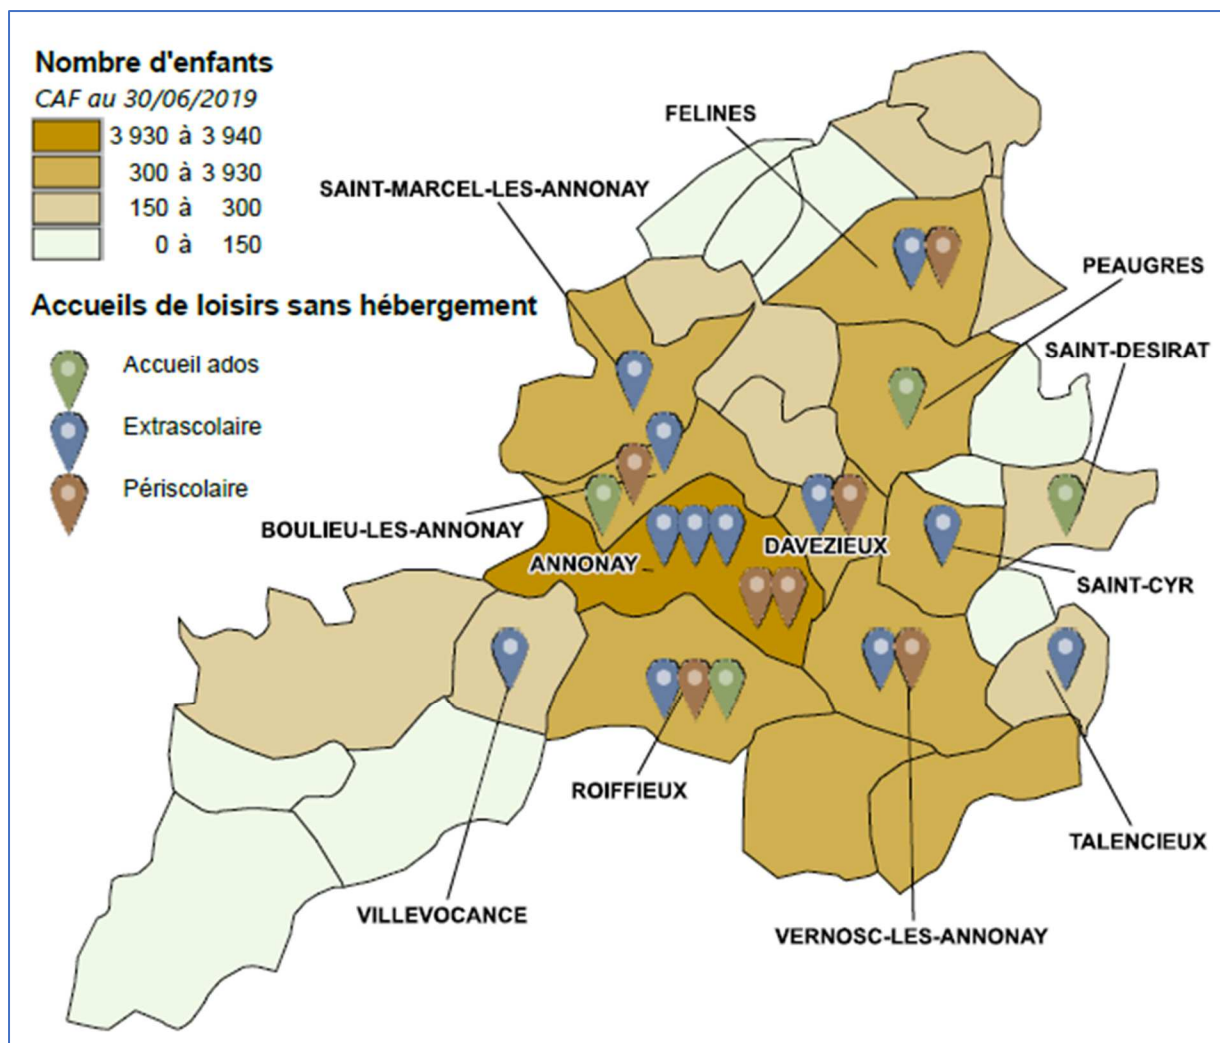 Nombre d'enfants
CAF au 30/06/2019
3 930 à 3 940
300 à 3 930
150 à 300
0 à 150
Accueils de loisirs sans hébergement
Accueil ados
Extrascolaire
Périscolaire
FELINES
SAINT-MARCEL-LES-ANNONAY
PEAUGRES
SAINT-DESIRAT
BOULIEU-LES-ANNONAY
DAVEZIEUX
ANNONAY
SAINT-CYR
ROIFFIEUX
TALENCIEUX
VILLEVOCANCE
VERNOSC-LES-ANNONAY